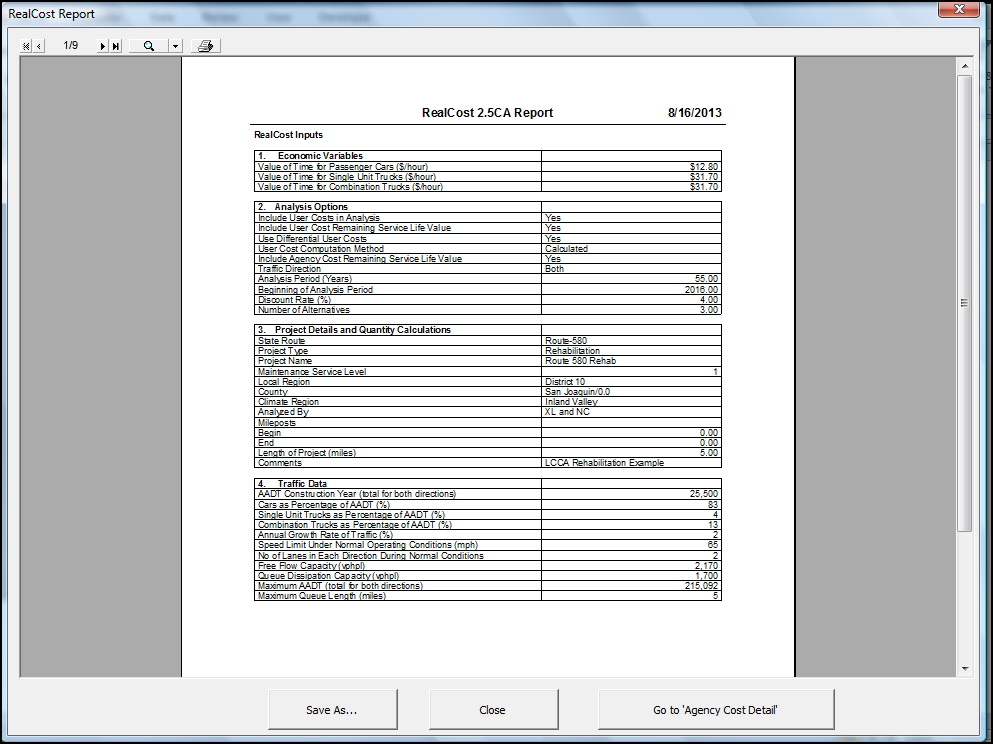 RealCost Report
1/9
RealCost 2.5CA Report 8/16/2013
RealCost Inputs
1. Economic Variables
Value of Time for Passenger Cars ($/hour) $12.80
Value of Time for Single Unit Trucks ($/hour) $31.70
Value of Time for Combination Trucks ($/hour) $31.70
2. Analysis Options
Include User Costs in Analysis Yes
Include User Cost Remaining Service Life Value Yes
Use Differential User Costs Yes
User Cost Computation Method Calculated
Include Agency Cost Remaining Service Life Value Yes
Traffic Direction Both
Analysis Period (Years) 55.00
Beginning of Analysis Period 2016.00
Discount Rate (%) 4.00
Number of Alternatives 3.00
3. Project Details and Quantity Calculations
State Route Route-580
Project Type Rehabilitation
Project Name Route 580 Rehab
Maintenance Service Level 1
Local Region District 10
County San Joaquin/0.0
Climate Region Inland Valley
Analyzed By XL and NC
Mileposts
Begin 0.00
End 0.00
Length of Project (miles) 5.00
Comments LCCA Rehabilitation Example
4. Traffic Data
AADT Construction Year (total for both directions) 25,500
Cars as Percentage of AADT (%) 83
Single Unit Trucks as Percentage of AADT (%) 4
Combination Trucks as Percentage of AADT (%) 13
Annual Growth Rate of Traffic (%) 2
Speed Limit Under Normal Operating Conditions (mph) 65
No of Lanes in Each Direction During Normal Conditions 2
Free Flow Capacity (vphpl) 2,170
Queue Dissipation Capacity (vphpl) 1,700
Maximum AADT (total for both directions) 215,092
Maximum Queue Length (miles) 5
Save As... Close Go to 'Agency Cost Detail'